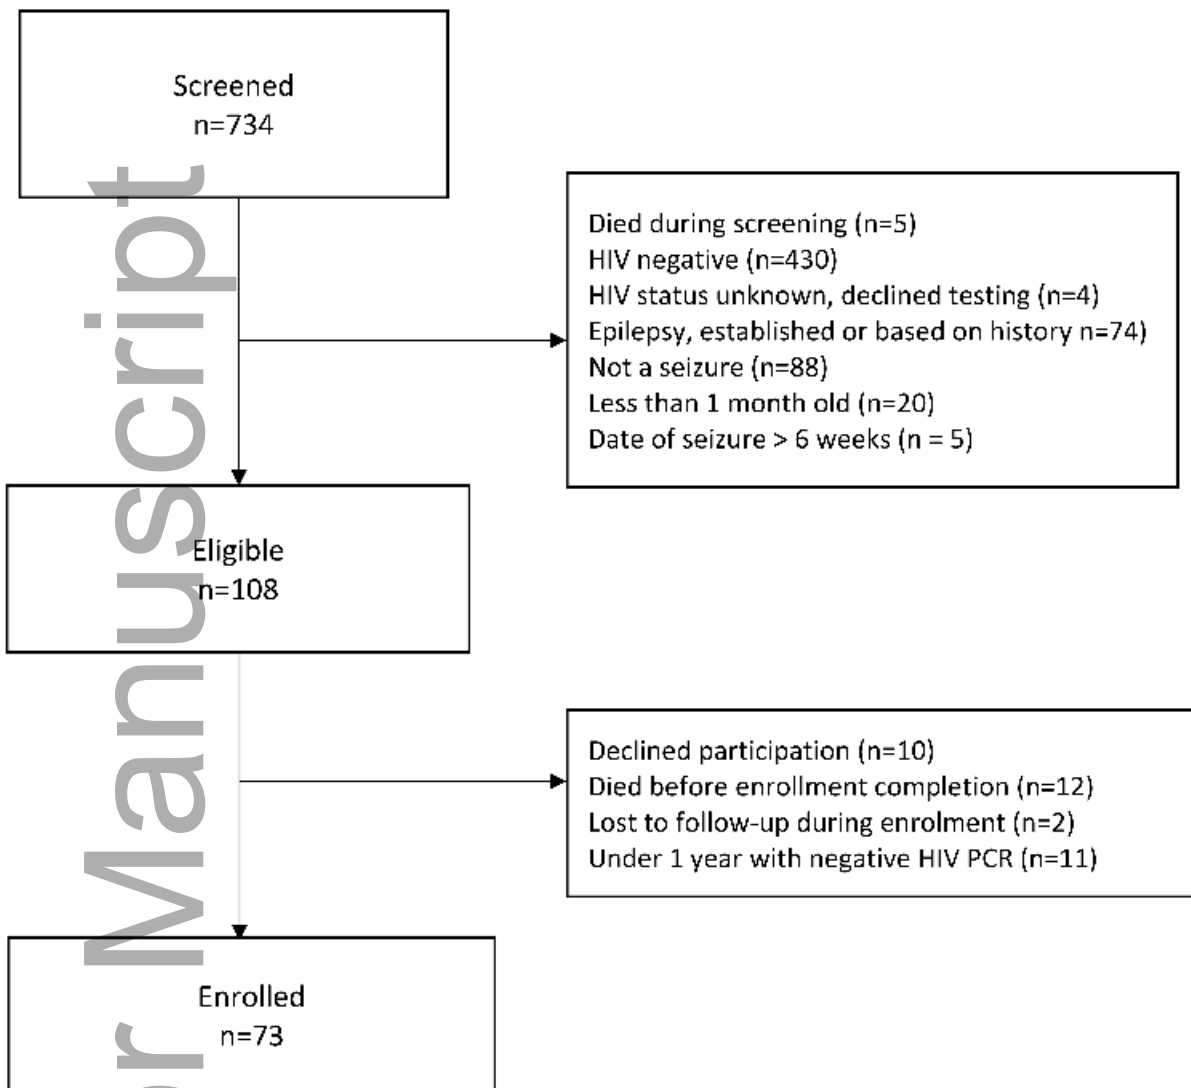 Screened
n=734
Died during screening (n=5)
HIV negative (n=430)
HIV status unknown, declined testing (n=4)
Epilepsy, established or based on history n=74)
Not a seizure (n=88)
Less than 1 month old (n=20)
Date of seizure > 6 weeks (n = 5)
Eligible
n=108
Declined participation (n=10)
Died before enrollment completion (n=12)
Lost to follow-up during enrolment (n=2)
Under 1 year with negative HIV PCR (n=11)
Enrolled
n=73
Manuscript